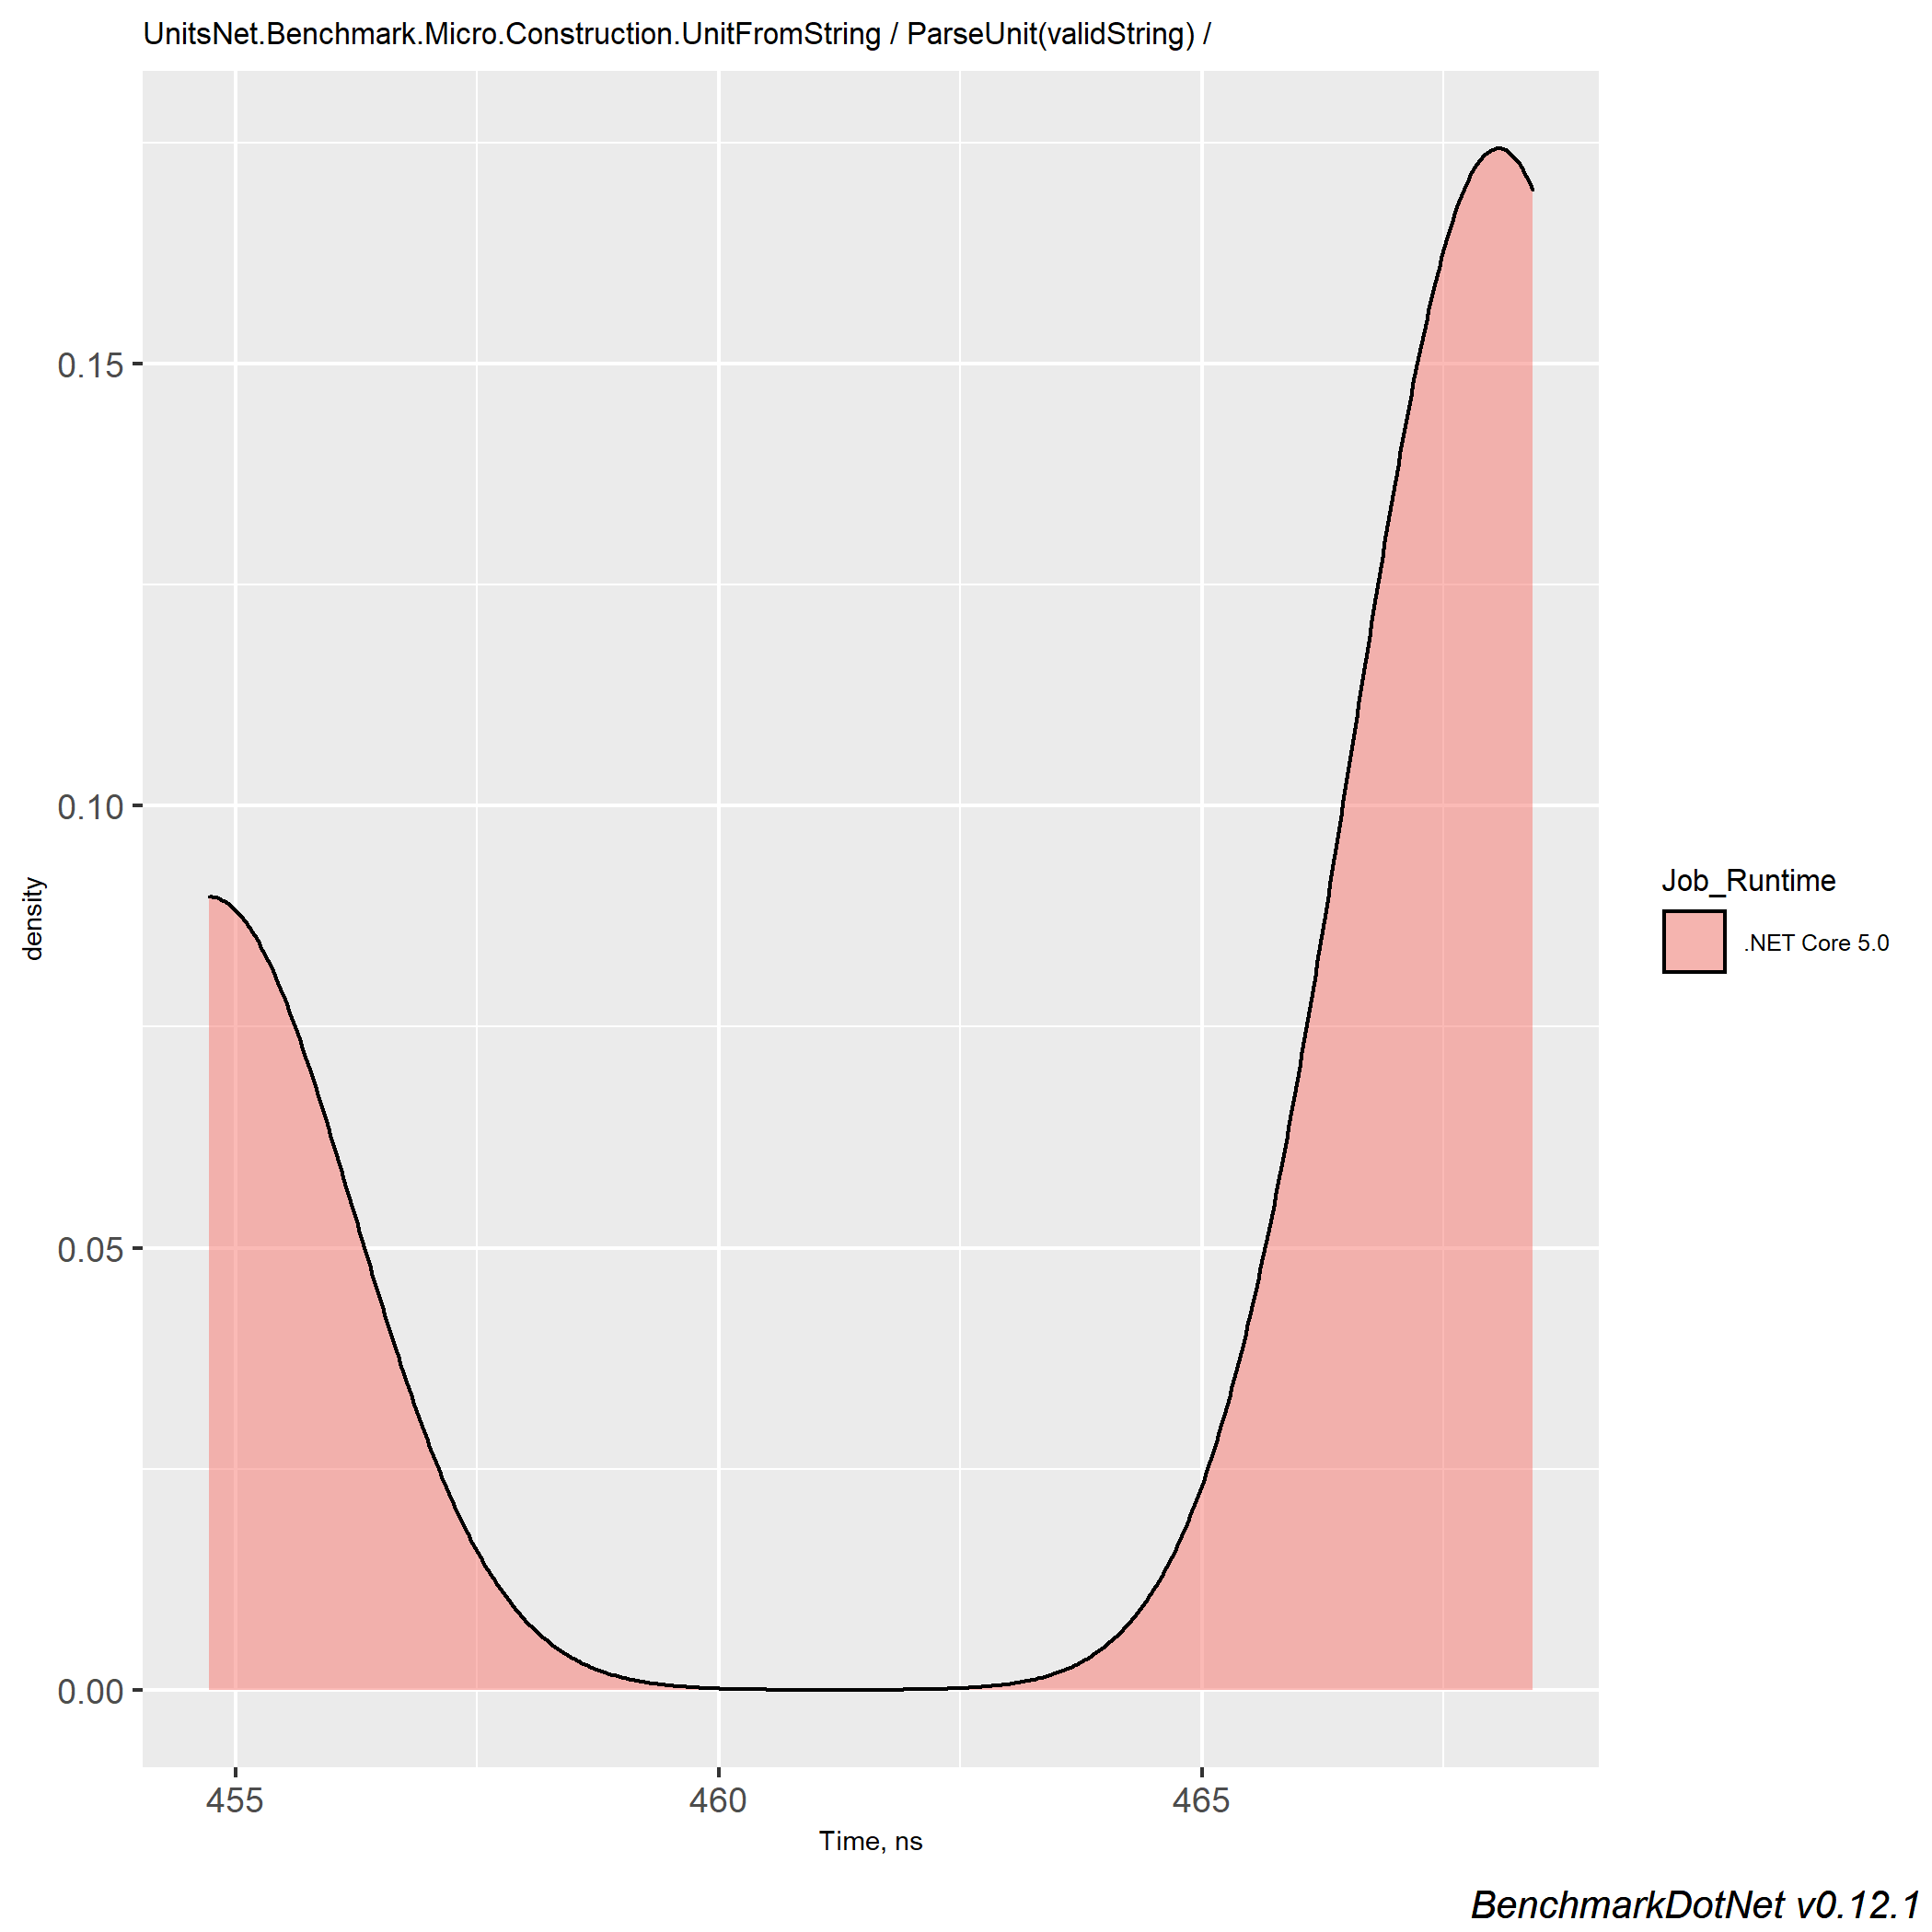 UnitsNet.Benchmark.Micro.Construction.UnitFromString / ParseUnit(validString) /
0.15
0.10
0.05
0.00
density
455 460 465
Time, ns
Job_Runtime
.NET Core 5.0
BenchmarkDotNet v0.12.1